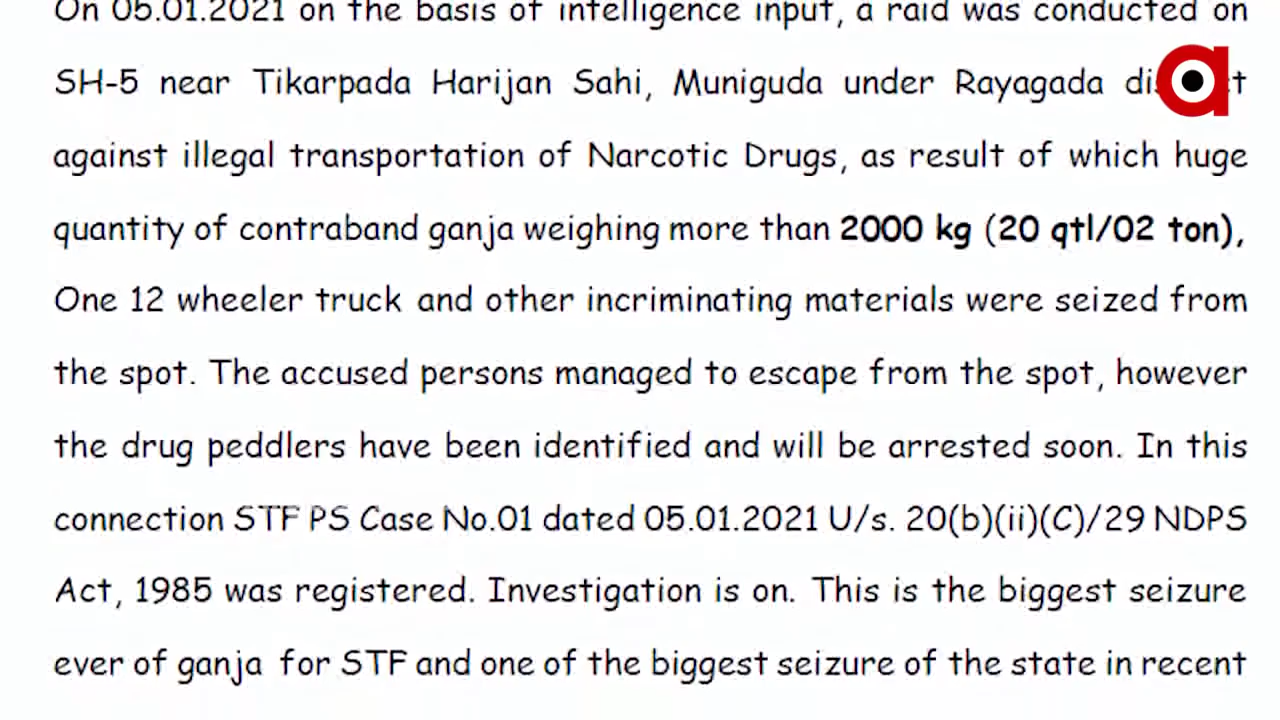 On 05.01.2021 on the basis of intelligence input, a raid was conducted on
SH-5 near Tikarpada Harijan Sahi, Muniguda under Rayagada
against illegal transportation of Narcotic Drugs, as result of which huge
quantity of contraband ganja weighing more than 2000 kg (20 qtl/02 ton),
One 12 wheeler truck and other incriminating materials were seized from
the spot. The accused persons managed to escape from the spot, however
the drug peddlers have been identified and will be arrested soon. In this
connection STF PS Case No.01 dated 05.01.2021 U/s. 20(b)(ii)(C)/29 NDPS
Act, 1985 was registered. Investigation is on. This is the biggest seizure
ever of ganja for STF and one of the biggest seizure of the state in recent